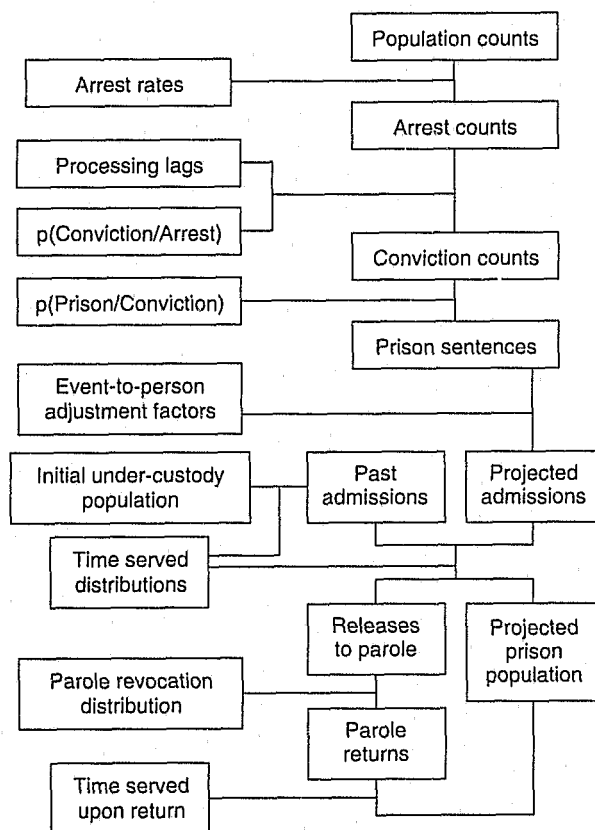 Population counts
Arrest rates
Arrest counts
Processing lags
p(Conviction/Arrest)
Conviction counts
p(Prison/Conviction)
Prison sentences
Event-to-person
adjustment factors
Initial under-custody
population
Past
admissions
Projected
admissions
Time served
distributions
Releases
to parole
Projected
prison
population
Parole revocation
distribution
Parole
returns
Time served
upon return